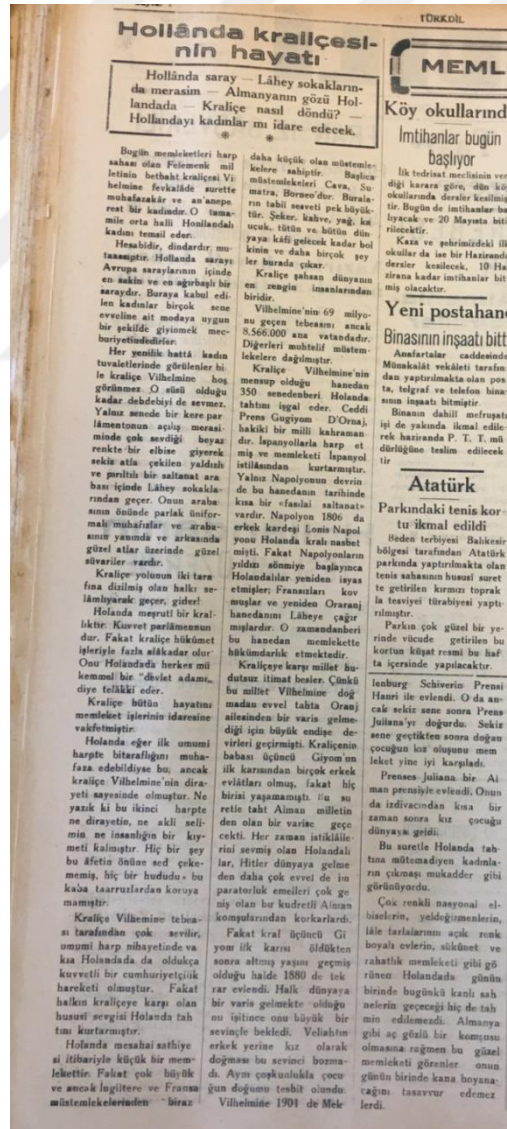 TÜRKDİL
Hollânda kraliçesi-
nin hayatı
Hollânda saray — Lâhey sokakların-
da merasim — Almanyanın gözü Hol-
landada — Kraliçe nasıl döndü? —
Hollandayı kadınlar mı idare edecek.
Bugün memleketleri harp
sahası olan Felemenk mil
letinin betbaht kraliçesi Vi
helmine fevkalâde surette
muhafazakâr ve an'anepe
rest bir kadındır. O tama-
mile orta halli Honllandalı
kadını temsil eder.
Hesabidir, dindardır, mu-
taassıptır. Hollanda sarayı
Avrupa saraylarının içinde
en sakin ve en ağırbaşlı bir
saraydır. Buraya kabul edi-
len kadınlar birçok sene
evveline ait modaya uygun
bir şekilde giyinmek mec-
buriyetindedirler.
Her yenilik hattâ kadın
tuvaletlerinde görülenler bi-
le kraliçe Vilhelmine hoş
görünmez. O süsü olduğu
kadar debdebiyi de sevmez.
Yalnız senede bir kere par
lâmentonun açılış merasi-
minde çok sevdiği beyaz
renkte bir elbise giyerek
sekiz atla çekilen yaldızlı
ve pırıltılı bir saltanat ara
bası içinde Lâhey sokakla-
rından geçer. Onun araba-
sının önünde parlak ünifor-
malı muhafızlar ve araba-
sının yanında ve arkasında
güzel atlar üzerinde güzel
süvariler vardır.
Kraliçe yolunun iki tara
fına dizilmiş olan halkı se-
lâmlıyarak geçer, gider!
Holanda meşruti bir kral-
lıktır. Kuvvet parlâmenun
dur. Fakat kraliçe hükûmet
işleriyle fazla alâkadar olur
Onu Holandada herkes mü
kemmel bir "devlet adamı„
diye telâkki eder.
Kraliçe bütün hayatını
memleket işlerinin idaresine
vakfetmiştir.
Holanda eğer ilk umumi
harpte bitaraflığını muha-
faza edebildiyse bu, ancak
kraliçe Vilhelmine'nin dira-
yeti sayesinde olmuştur. Ne
yazık ki bu ikinci harpte
ne dirayetin, ne akli seli-
min ne insanlığın bir kıy-
meti kalmıştır. Hiç bir şey
bu âfetin önüne sed çeke-
memiş, hiç bir hududu bu
kaba taarruzlardan koruya
mamıştır.
Kraliçe Vilhemine tebea-
sı tarafından çok sevilir,
umumi harp nihayetinde va
kıa Holandada da oldukça
kuvvetli bir cumhuriyetçilik
hareketi olmuştur. Fakat
halkın kraliçeye karşı olan
hususi sevgisi Holanda tah
tını kurtarmıştır.
Holanda mesahai sathiye
si itibariyle küçük bir mem-
lekettir. Fakat çok büyük
ve ancak İngiltere ve Fransa
müstemlekelerinden biraz
daha küçük olan müstemle-
kelere sahiptir. Başlıca
müstemlekeleri Cava, Su-
matra, Borneo'dur. Burala-
rın tabii serveti pek büyük-
tür. Şeker, kahve, yağ, ka
uçuk, tütün ve bütün dün-
yaya kâfi gelecek kadar bol
kinin ve daha birçok şey
ler burada çıkar.
Kraliçe şahsan dünyanın
en zengin insanlarından
biridir.
Vilhelmine'nin 69 milyo-
nu geçen tebeasını ancak
8.566.000 ana vatandadır.
Diğerleri muhtelif müstem-
lekelere dağılmıştır.
Kraliçe Vilhelmine'nin
mensup olduğu hanedan
350 senedenberi Holanda
tahtını işgal eder. Ceddi
Prens Gugiyom D'Ornaj,
hakiki bir milli kahraman
dır. İspanyollarla harp et
miş ve memleketi İspanyol
istilâsından kurtarmıştır.
Yalnız Napolyonun devrin
de bu hanedanın tarihinde
kısa bir «fasılai saltanat»
vardır. Napolyon 1806 da
erkek kardeşi Lonis Napol
yonu Holanda kralı nasbet
mişti. Fakat Napolyonların
yıldızı sönmiye başlayınca
Holandalılar yeniden isyas
etmişler; Fransızları kov
muşlar ve yeniden Oraranj
hanedanını Lâheye çağır
mışlardır. O zamandanberi
bu hanedan memlekette
hükümdarlık etmektedir.
Kraliçeye karşı millet hu-
dutsuz itimat besler. Çünkü
bu millet Vilhelmine doğ
madan evvel tahta Oranj
ailesinden bir varis gelme-
diği için büyük endişe de-
virleri geçirmişti. Kraliçenin
babası üçüncü Giyom'un
ilk karısından birçok erkek
evlâtları olmuş, fakat hiç
birisi yaşamamıştı. Bu su
retle taht Alman milletin
den olan bir varise geçe
cekti. Her zaman istiklâlle-
rini sevmiş olan Holandalı
lar, Hitler dünyaya gelme
den daha çok evvel de im
paratorluk emelleri çok ge
niş olan bu kudretli Alman
komşularından korkarlardı.
Fakat kral üçüncü Gi
yom ilk karısı öldükten
sonra altmış yaşını geçmiş
olduğu halde 1880 de tek
rar evlendi. Halk dünyaya
bir varis gelmekte olduğu
nu işitince onu büyük bir
sevinçle bekledi. Veliahtın
erkek yerine kız olarak
doğması bu sevinci bozma-
dı. Aynı coşkunlukla çocu
ğun doğumu tesbit olundu.
Vilhelmine 1901 de Mek
MEML
Köy okullarınd
İmtihanlar bugün
başlıyor
İlk tedrisat meclisinin ver
diği karara göre, dün köy
okullarında dersler kesilmiş
tir. Bugün de imtihanlar ba
lıyacak ve 20 Mayısta biti
rilecektir.
Kaza ve şehrimizdeki ilk
okullar da ise bir Haziranda
dersler kesilecek, 10 Ha
zirana kadar imtihanlar bit
miş olacaktır.
Yeni postahane
Binasının inşaatı bitt
Anafartalar caddesinde
Münakalât vekâleti tarafın
dan yaptırılmakta olan pos
ta, telgraf ve telefon bina
sının inşaatı bitmiştir.
Binanın dahili mefruşatı
işi de yakında ikmal edile-
rek haziranda P. T. T. mü
dürlüğüne teslim edilecek
tir
Atatürk
Parkındaki tenis kor-
tu ikmal edildi
Beden terbiyesi Balıkesir
bölgesi tarafından Atatürk
parkında yaptırılmakta olan
tenis sahasının hususi suret
te getirilen kırmızı toprak
la tesviyei türabiyesi yaptı-
rılmıştır.
Parkın çok güzel bir ye-
rinde vücude getirilen bu
kortun küşat resmi bu haf
ta içersinde yapılacaktır.
lenburg Schiverin Prensi
Hanri ile evlendi. O da an-
cak sekiz sene sonra Prens
Juliana'yı doğurdu. Sekiz
sene geçtikten sonra doğan
çocuğun kız oluşunu mem
leket yine iyi karşıladı.
Prenses Juliana bir Al
man prensiyle evlendi. Onun
da izdivacından kısa bir
zaman sonra kız çocuğu
dünyaya geldi.
Bu suretle Holanda tah-
tına mütemadiyen kadınla-
rın çıkması mukadder gibi
görünüyordu.
Çok renkli nasyonal el-
biselerin, yeldeğirmenlerin,
lâle tarlalarının açık renk
boyalı evlerin, sükûnet ve
rahatlık memleketi gibi gö
rünen Holandada günün
birinde bugünkü kanlı sah
nelerin geçeceği hiç de tah
min edilemezdi. Almanya
gibi aç gözlü bir komşusu
olmasına rağmen bu güzel
memleketi görenler onun
günün birinde kana boyana-
cağını tasavvur edemez
lerdi.